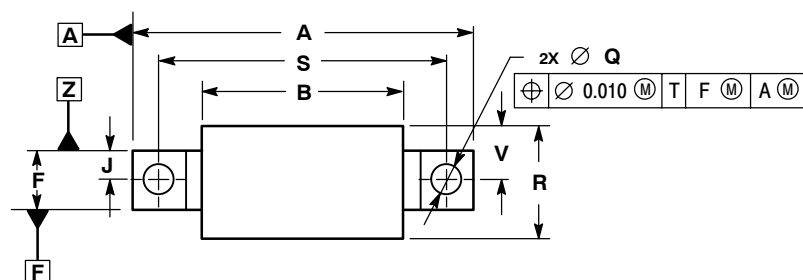 A
A
S
2X ∅ Q
Z
B
⌖ ∅ 0.010 Ⓜ T F Ⓜ A Ⓜ
J
V
F
R
F